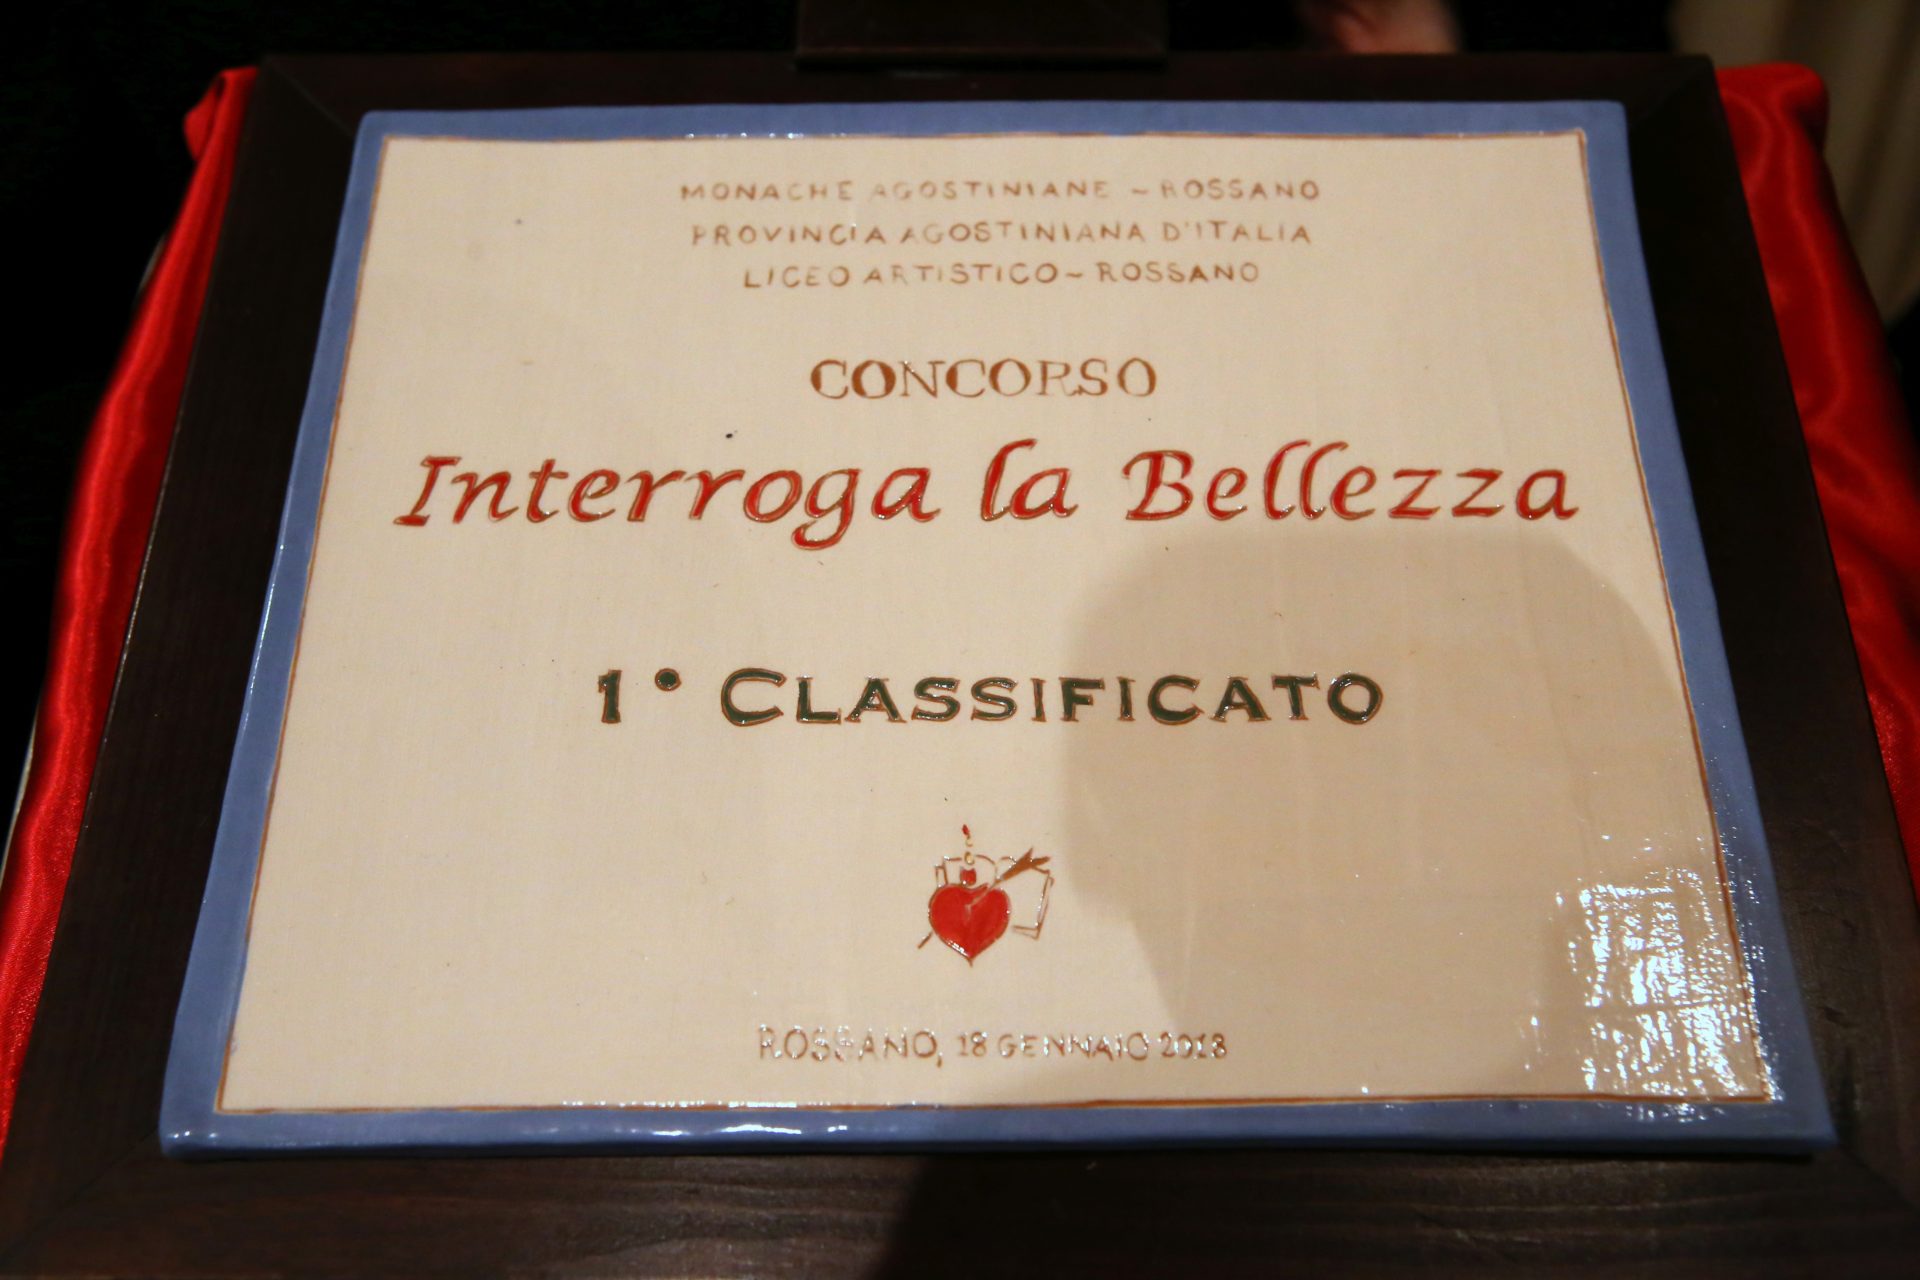 MONACHE AGOSTINIANE ~ ROSSANO
PROVINCIA AGOSTINIANA D'ITALIA
LICEO ARTISTICO ~ ROSSANO
CONCORSO
Interroga la Bellezza
1° CLASSIFICATO
ROSSANO, 18 GENNAIO 2018